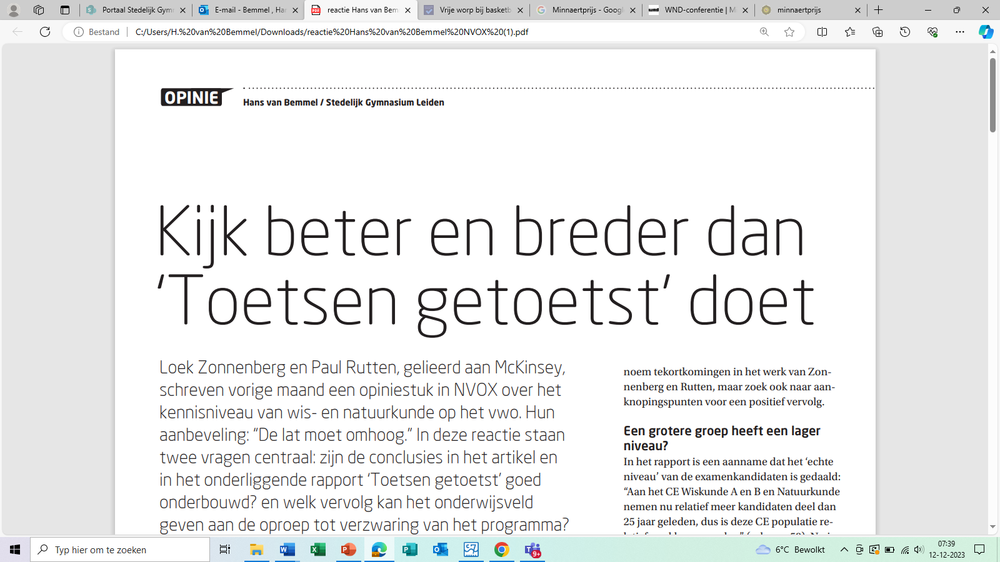 Portaal Stedelijk Gym
E-mail - Bemmel , Har
reactie Hans van Bem
Vrije worp bij basketb
Minnaertprijs - Googl
WND-conferentie | M
minnaertprijs
Bestand
C:/Users/H.%20van%20Bemmel/Downloads/reactie%20Hans%20van%20Bemmel%20NVOX%20(1).pdf
OPINIE
Hans van Bemmel / Stedelijk Gymnasium Leiden
Kijk beter en breder dan
‘Toetsen getoetst’ doet
Loek Zonnenberg en Paul Rutten, gelieerd aan McKinsey,
schreven vorige maand een opiniestuk in NVOX over het
kennisniveau van wis- en natuurkunde op het vwo. Hun
aanbeveling: “De lat moet omhoog.” In deze reactie staan
twee vragen centraal: zijn de conclusies in het artikel en
in het onderliggende rapport ‘Toetsen getoetst’ goed
onderbouwd? en welk vervolg kan het onderwijsveld
geven aan de oproep tot verzwaring van het programma?
noem tekortkomingen in het werk van Zon-
nenberg en Rutten, maar zoek ook naar aan-
knopingspunten voor een positief vervolg.
Een grotere groep heeft een lager
niveau?
In het rapport is een aanname dat het ‘echte
niveau’ van de examenkandidaten is gedaald:
“Aan het CE Wiskunde A en B en Natuurkunde
nemen nu relatief meer kandidaten deel dan
25 jaar geleden, dus is deze CE populatie re-
Typ hier om te zoeken
9+
6°C Bewolkt
07:39
12-12-2023